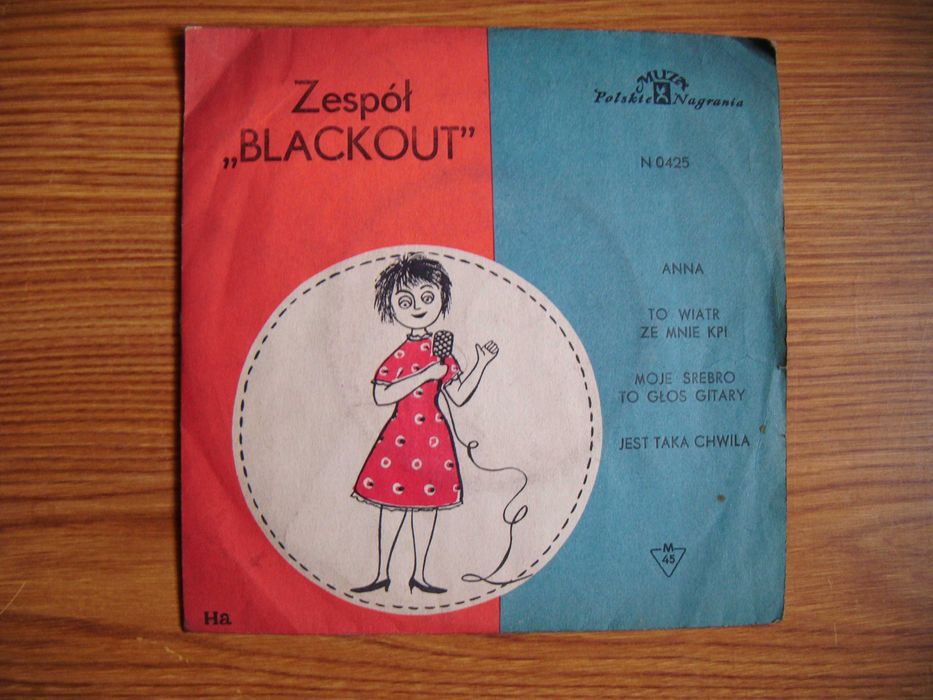 Zespół
„BLACKOUT”
MUZA
Polskie Nagrania
N 0425
ANNA
TO WIATR
ZE MNIE KPI
MOJE SREBRO
TO GŁOS GITARY
JEST TAKA CHWILA
M
45
Ha